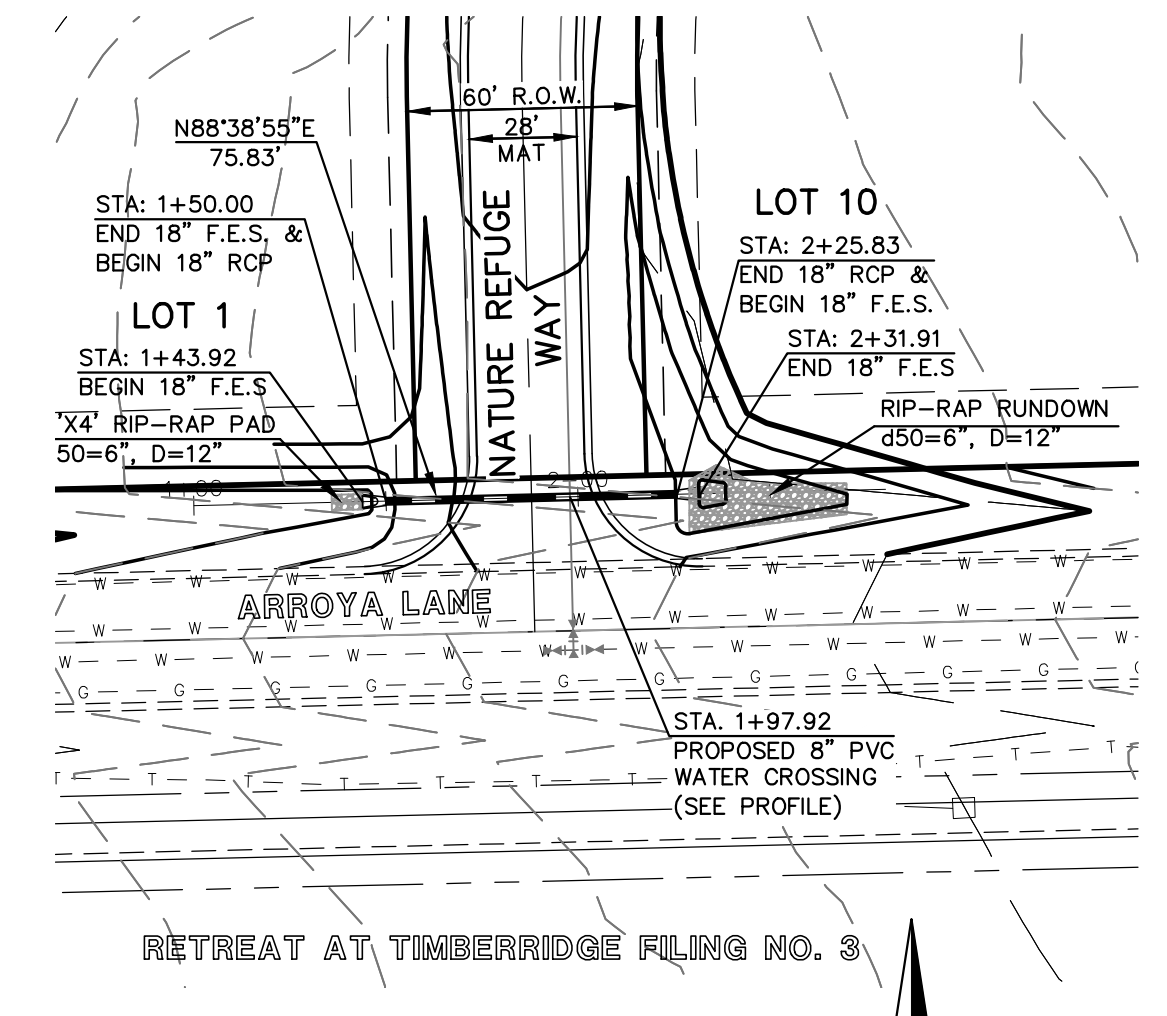 60' R.O.W.
28'
MAT
N88°38'55"E
75.83'
STA: 1+50.00
END 18" F.E.S. &
BEGIN 18" RCP
LOT 1
STA: 1+43.92
BEGIN 18" F.E.S
'X4' RIP-RAP PAD
50=6", D=12"
NATURE REFUGE
WAY
LOT 10
STA: 2+25.83
END 18" RCP &
BEGIN 18" F.E.S.
STA: 2+31.91
END 18" F.E.S
RIP-RAP RUNDOWN
d50=6", D=12"
2+00
W W W W W W W W W W W
ARROYA LANE
W W W W W W W W W W W
W W W W W W W W W W W
G G G G G G G G G G G
STA. 1+97.92
PROPOSED 8" PVC
WATER CROSSING
(SEE PROFILE)
T T T T T T T T T
RETREAT AT TIMBERRIDGE FILING NO. 3